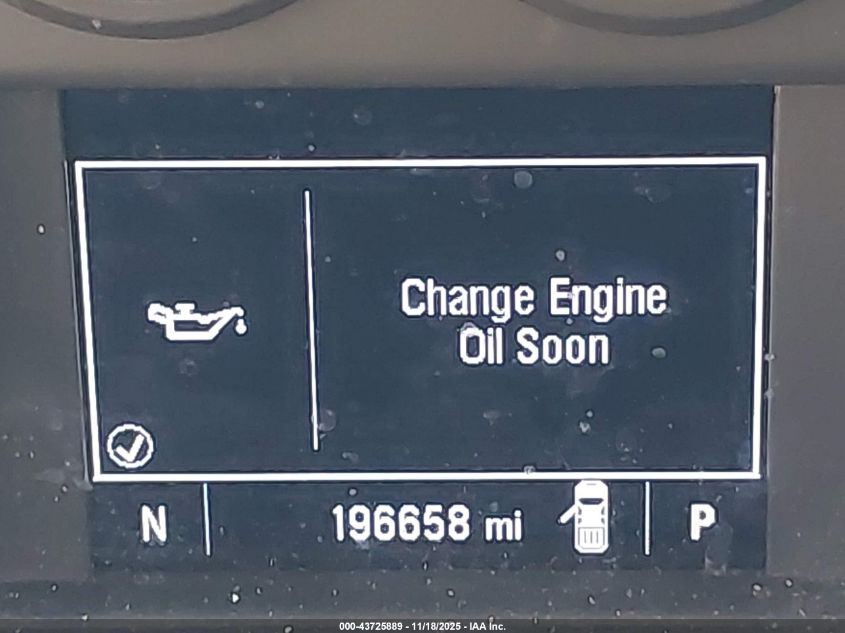 Change Engine
Oil Soon
N 196658 mi P
000-43725889 - 11/18/2025 - IAA Inc.